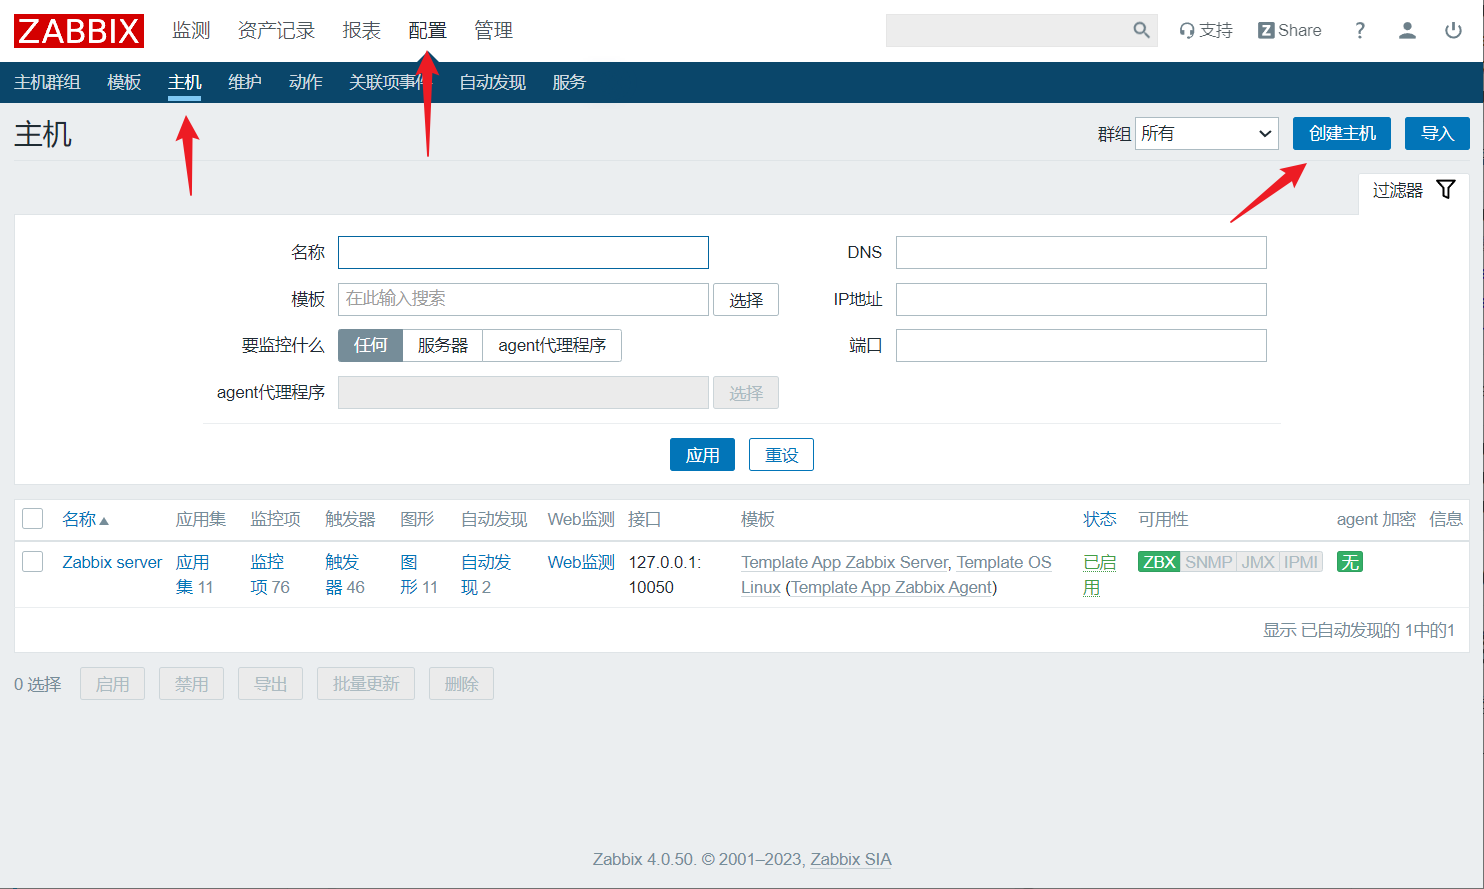 ZABBIX 监测 资产记录 报表 配置 管理 支持 Z Share ?
主机群组 模板 主机 维护 动作 关联项事件 自动发现 服务
主机 群组 所有 创建主机 导入
过滤器
名称 DNS
模板 在此输入搜索 选择 IP地址
要监控什么 任何 服务器 agent代理程序 端口
agent代理程序 选择
应用 重设
名称 应用集 监控项 触发器 图形 自动发现 Web监测 接口 模板 状态 可用性 agent 加密 信息
Zabbix server 应用 监控 触发 图 自动发 Web监测 127.0.0.1: Template App Zabbix Server, Template OS 已启 ZBX SNMP JMX IPMI 无
集 11 项 76 器 46 形 11 现 2 10050 Linux (Template App Zabbix Agent) 用
显示 已自动发现的 1中的1
0 选择 启用 禁用 导出 批量更新 删除
Zabbix 4.0.50. © 2001–2023, Zabbix SIA